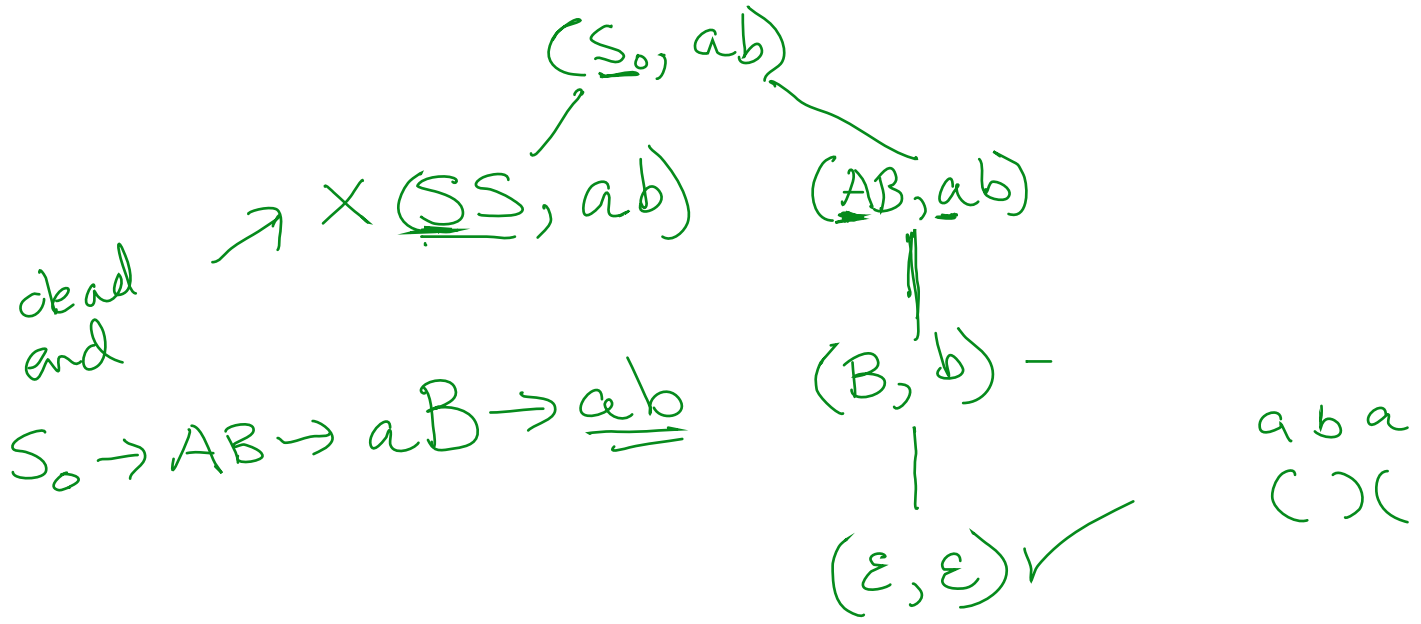 (S₀, ab)
X (SS, ab)
(AB, ab)
dead
end
(B, b) –
S₀ → AB → aB → ab
a b a
( ) (
(ε, ε) ✓